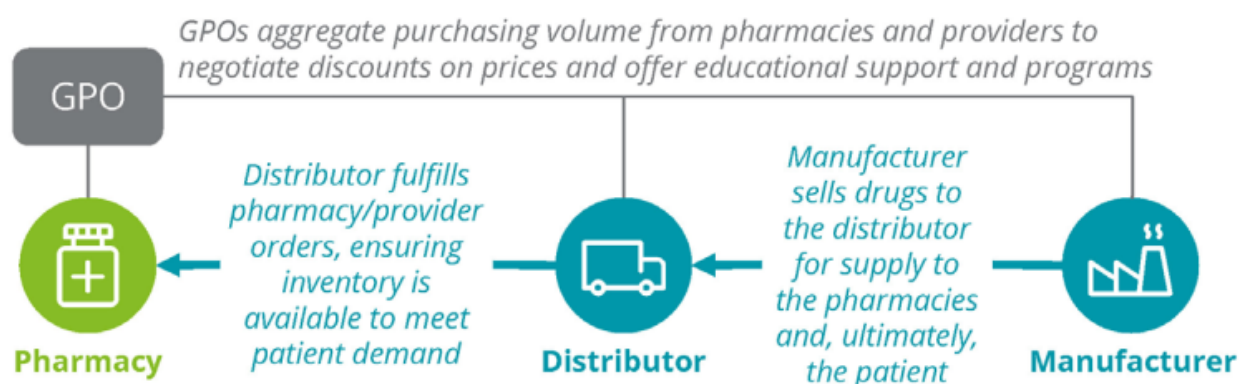 GPOs aggregate purchasing volume from pharmacies and providers to
negotiate discounts on prices and offer educational support and programs
GPO
Distributor fulfills
pharmacy/provider
orders, ensuring
inventory is
available to meet
patient demand
Manufacturer
sells drugs to
the distributor
for supply to
the pharmacies
and, ultimately,
the patient
Pharmacy
Distributor
Manufacturer